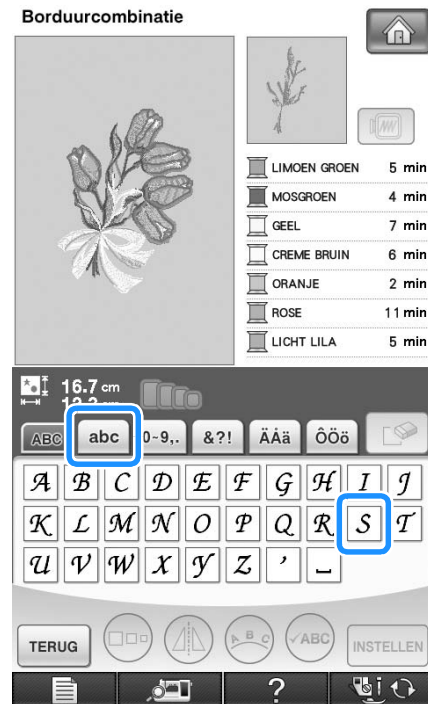 Borduurcombinatie
LIMOEN GROEN 5 min
MOSGROEN 4 min
GEEL 7 min
CREME BRUIN 6 min
ORANJE 2 min
ROSE 11 min
LICHT LILA 5 min
16.7 cm
ABC abc 0~9,. &?! ÄÅä ÔÖö
A B C D E F G H I J
K L M N O P Q R S T
U V W X Y Z ’ ⎵
TERUG A B C ✓ABC INSTELLEN
?